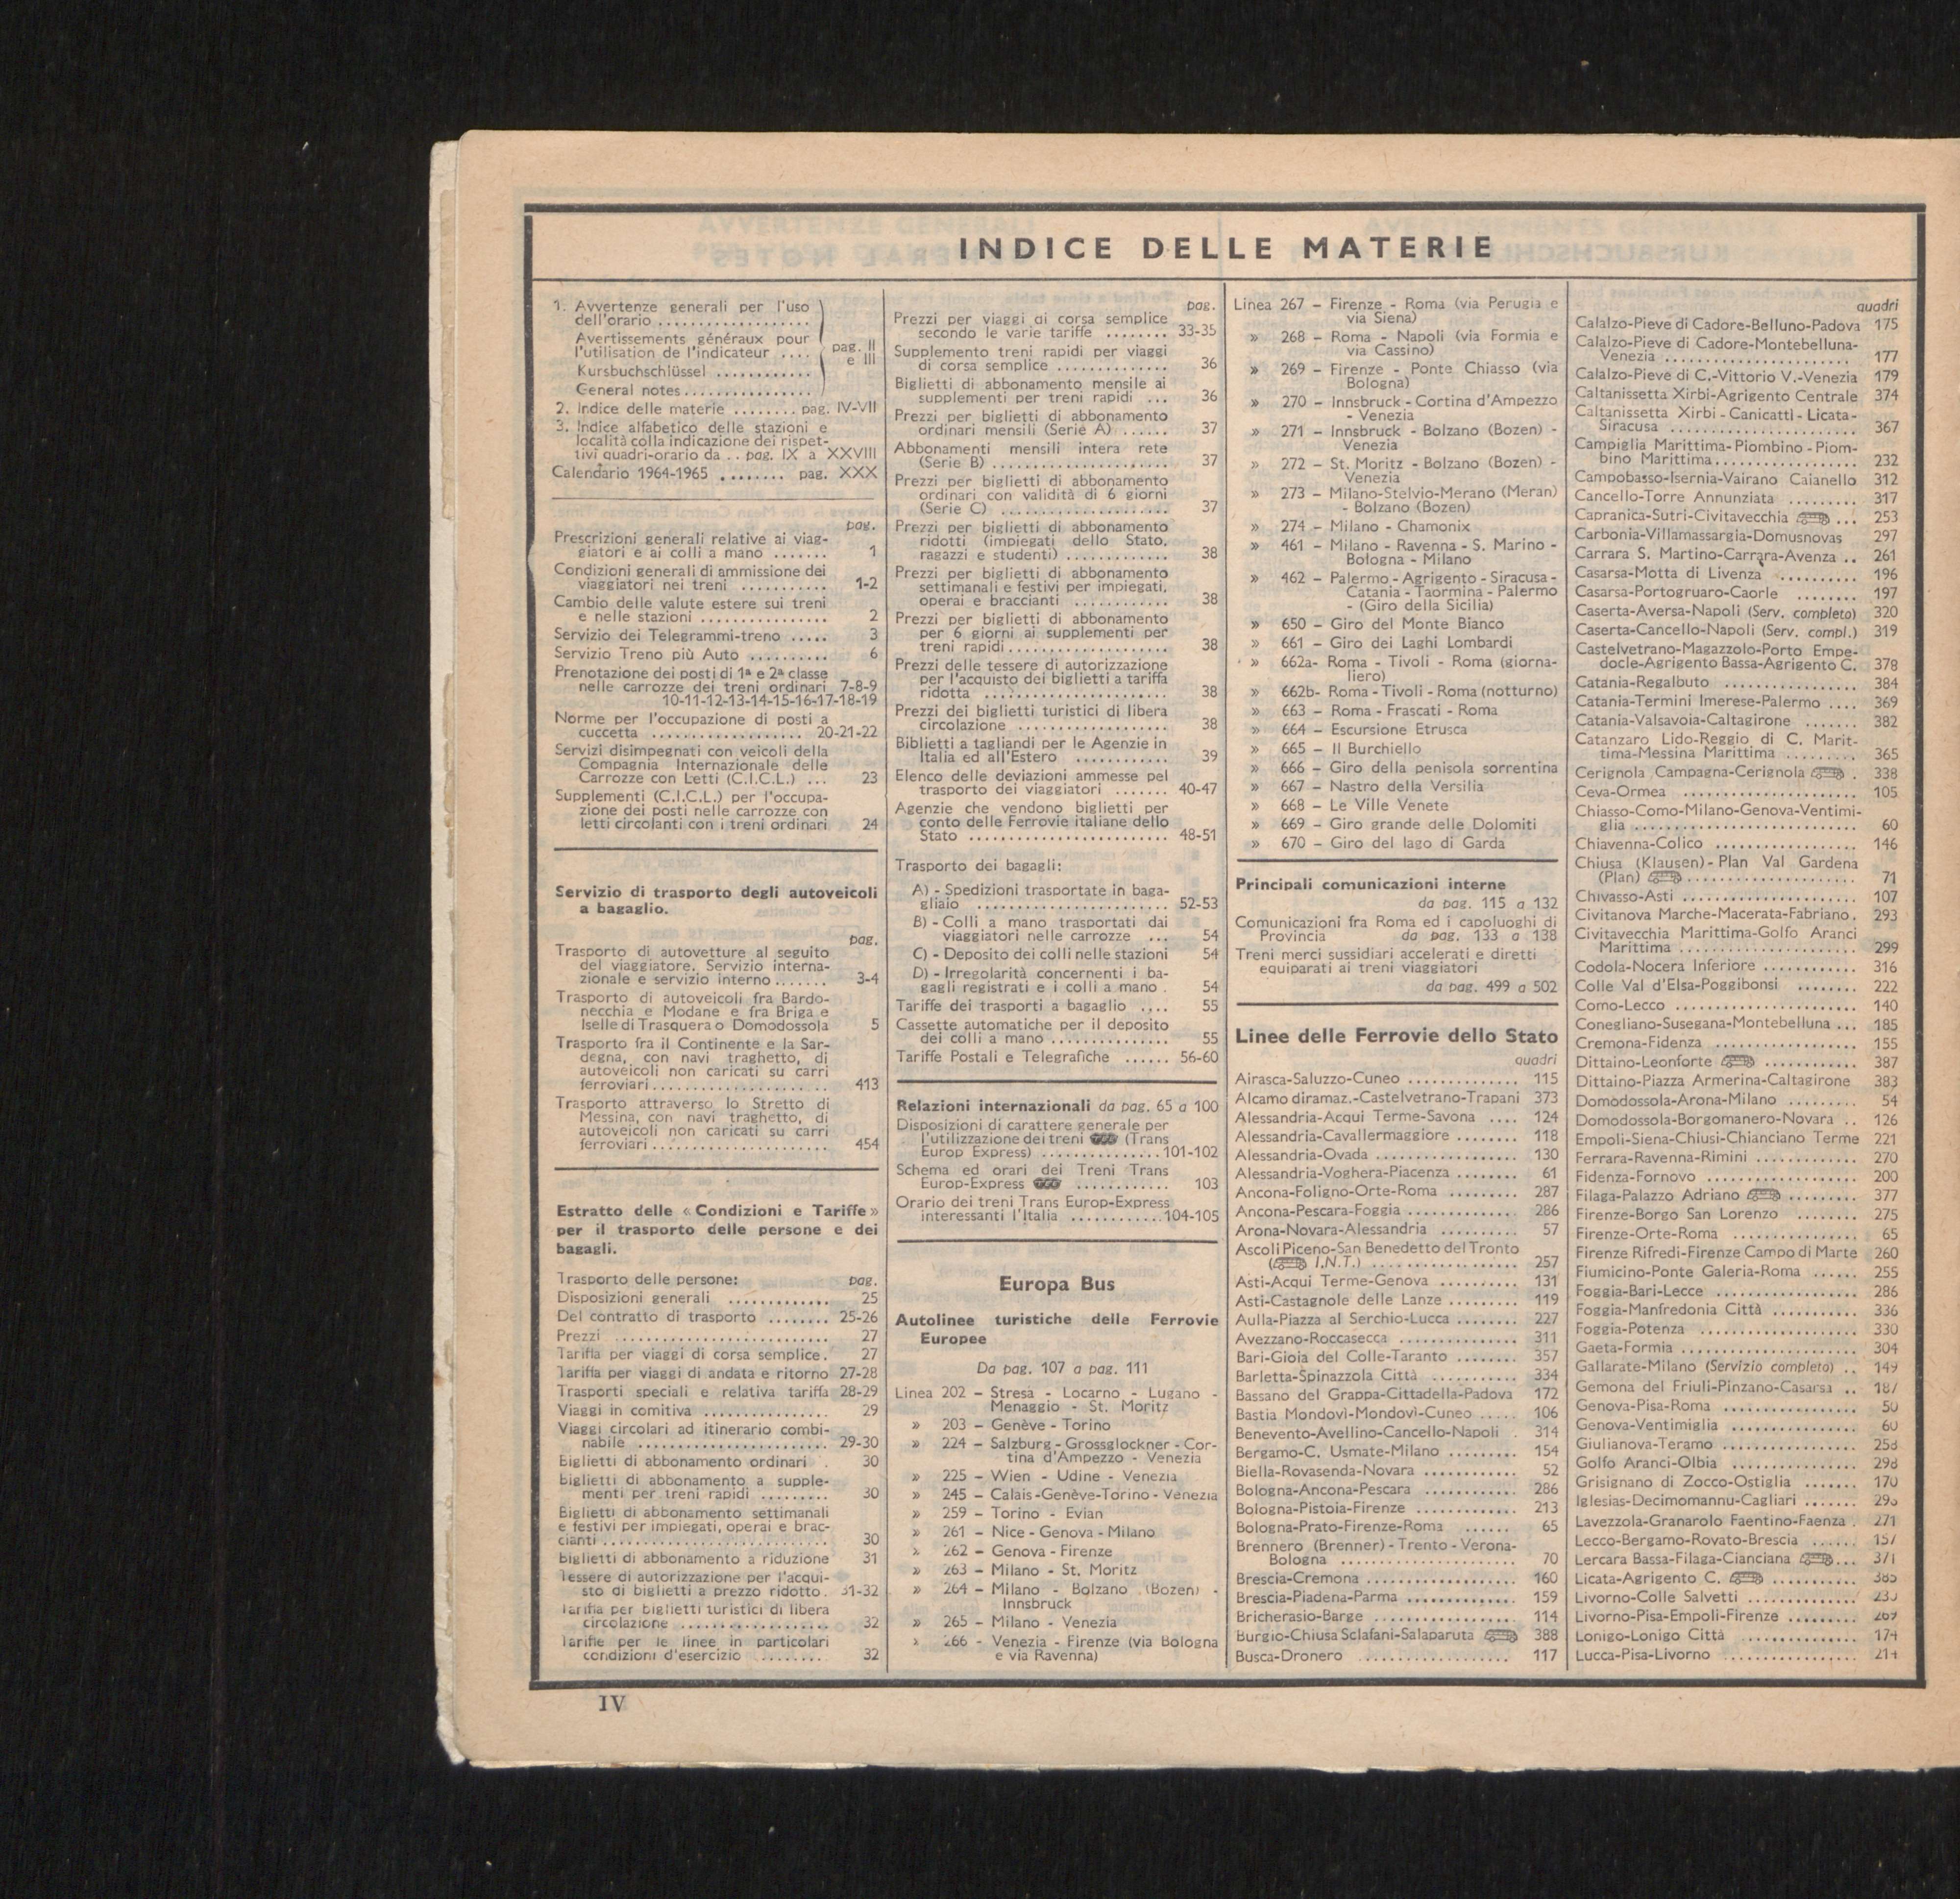 INDICE DELLE MATERIE
1. Avvertenze generali per l'uso
dell'orario ..................
Avertissements généraux pour
l'utilisation de l'indicateur ....
pag. II
e III
Kursbuchschlüssel ............
General notes...............
2. Indice delle materie ........ pag. IV-VII
3. Indice alfabetico delle stazioni e
località colla indicazione dei rispet-
tivi quadri-orario da .. pag. IX a XXVIII
Calendario 1964-1965 ........ pag. XXX
pag.
Prescrizioni generali relative ai viag-
giatori e ai colli a mano ....... 1
Condizioni generali di ammissione dei
viaggiatori nei treni ........... 1-2
Cambio delle valute estere sui treni
e nelle stazioni ................ 2
Servizio dei Telegrammi-treno ..... 3
Servizio Treno più Auto .......... 6
Prenotazione dei posti di 1ª e 2ª classe
nelle carrozze dei treni ordinari 7-8-9
10-11-12-13-14-15-16-17-18-19
Norme per l'occupazione di posti a
cuccetta .................. 20-21-22
Servizi disimpegnati con veicoli della
Compagnia Internazionale delle
Carrozze con Letti (C.I.C.L.) ... 23
Supplementi (C.I.C.L.) per l'occupa-
zione dei posti nelle carrozze con
letti circolanti con i treni ordinari 24
Servizio di trasporto degli autoveicoli
a bagaglio.
pag.
Trasporto di autovetture al seguito
del viaggiatore. Servizio interna-
zionale e servizio interno....... 3-4
Trasporto di autoveicoli fra Bardo-
necchia e Modane e fra Briga e
Iselle di Trasquera o Domodossola 5
Trasporto fra il Continente e la Sar-
degna, con navi traghetto, di
autoveicoli non caricati su carri
ferroviari...................... 413
Trasporto attraverso lo Stretto di
Messina, con navi traghetto, di
autoveicoli non caricati su carri
ferroviari...................... 454
Estratto delle «Condizioni e Tariffe»
per il trasporto delle persone e dei
bagagli.
Trasporto delle persone: pag.
Disposizioni generali ............ 25
Del contratto di trasporto ........ 25-26
Prezzi .......................... 27
Tariffa per viaggi di corsa semplice. 27
Tariffa per viaggi di andata e ritorno 27-28
Trasporti speciali e relativa tariffa 28-29
Viaggi in comitiva ................ 29
Viaggi circolari ad itinerario combi-
nabile ........................ 29-30
Biglietti di abbonamento ordinari . 30
Biglietti di abbonamento a supple-
menti per treni rapidi ......... 30
Biglietti di abbonamento settimanali
e festivi per impiegati, operai e brac-
cianti ............................ 30
Biglietti di abbonamento a riduzione 31
Tessere di autorizzazione per l'acqui-
sto di biglietti a prezzo ridotto. 31-32
Tariffa per biglietti turistici di libera
circolazione .................... 32
Tariffe per le linee in particolari
condizioni d'esercizio ........ 32
pag.
Prezzi per viaggi di corsa semplice
secondo le varie tariffe ........ 33-35
Supplemento treni rapidi per viaggi
di corsa semplice .............. 36
Biglietti di abbonamento mensile ai
supplementi per treni rapidi ... 36
Prezzi per biglietti di abbonamento
ordinari mensili (Serie A) ...... 37
Abbonamenti mensili intera rete
(Serie B) ...................... 37
Prezzi per biglietti di abbonamento
ordinari con validità di 6 giorni
(Serie C) ..................... 37
Prezzi per biglietti di abbonamento
ridotti (impiegati dello Stato,
ragazzi e studenti) ............. 38
Prezzi per biglietti di abbonamento
settimanali e festivi per impiegati,
operai e braccianti ............ 38
Prezzi per biglietti di abbonamento
per 6 giorni ai supplementi per
treni rapidi.................... 38
Prezzi delle tessere di autorizzazione
per l'acquisto dei biglietti a tariffa
ridotta ....................... 38
Prezzi dei biglietti turistici di libera
circolazione ................... 38
Biblietti a tagliandi per le Agenzie in
Italia ed all'Estero ............ 39
Elenco delle deviazioni ammesse pel
trasporto dei viaggiatori ....... 40-47
Agenzie che vendono biglietti per
conto delle Ferrovie italiane dello
Stato ......................... 48-51
Trasporto dei bagagli:
A) - Spedizioni trasportate in baga-
gliaio ........................ 52-53
B) - Colli a mano trasportati dai
viaggiatori nelle carrozze ... 54
C) - Deposito dei colli nelle stazioni 54
D) - Irregolarità concernenti i ba-
gagli registrati e i colli a mano . 54
Tariffe dei trasporti a bagaglio .... 55
Cassette automatiche per il deposito
dei colli a mano ............... 55
Tariffe Postali e Telegrafiche ...... 56-60
Relazioni internazionali da pag. 65 a 100
Disposizioni di carattere generale per
l'utilizzazione dei treni (Trans
Europ Express) ............... 101-102
Schema ed orari dei Treni Trans
Europ-Express ............ 103
Orario dei treni Trans Europ-Express
interessanti l'Italia ............ 104-105
Europa Bus
Autolinee turistiche delle Ferrovie
Europee
Da pag. 107 a pag. 111
Linea 202 – Stresa - Locarno - Lugano -
Menaggio - St. Moritz
» 203 – Genève - Torino
» 224 – Salzburg - Grossglockner - Cor-
tina d'Ampezzo - Venezia
» 225 – Wien - Udine - Venezia
» 245 – Calais-Genève-Torino - Venezia
» 259 – Torino - Evian
» 261 – Nice - Genova - Milano
» 262 – Genova - Firenze
» 263 – Milano - St. Moritz
» 264 – Milano - Bolzano (Bozen) -
Innsbruck
» 265 – Milano - Venezia
» 266 – Venezia - Firenze (via Bologna
e via Ravenna)
Linea 267 – Firenze - Roma (via Perugia e
via Siena)
» 268 – Roma - Napoli (via Formia e
via Cassino)
» 269 – Firenze - Ponte Chiasso (via
Bologna)
» 270 – Innsbruck - Cortina d'Ampezzo
- Venezia
» 271 – Innsbruck - Bolzano (Bozen) -
Venezia
» 272 – St. Moritz - Bolzano (Bozen) -
Venezia
» 273 – Milano-Stelvio-Merano (Meran)
- Bolzano (Bozen)
» 274 – Milano - Chamonix
» 461 – Milano - Ravenna - S. Marino -
Bologna - Milano
» 462 – Palermo - Agrigento - Siracusa -
Catania - Taormina - Palermo
- (Giro della Sicilia)
» 650 – Giro del Monte Bianco
» 661 – Giro dei Laghi Lombardi
» 662a- Roma - Tivoli - Roma (giorna-
liero)
» 662b- Roma - Tivoli - Roma (notturno)
» 663 – Roma - Frascati - Roma
» 664 – Escursione Etrusca
» 665 – Il Burchiello
» 666 – Giro della penisola sorrentina
» 667 – Nastro della Versilia
» 668 – Le Ville Venete
» 669 – Giro grande delle Dolomiti
» 670 – Giro del lago di Garda
Principali comunicazioni interne
da pag. 115 a 132
Comunicazioni fra Roma ed i capoluoghi di
Provincia da pag. 133 a 138
Treni merci sussidiari accelerati e diretti
equiparati ai treni viaggiatori
da pag. 499 a 502
Linee delle Ferrovie dello Stato
quadri
Airasca-Saluzzo-Cuneo ............. 115
Alcamo diramaz.-Castelvetrano-Trapani 373
Alessandria-Acqui Terme-Savona .... 124
Alessandria-Cavallermaggiore ........ 118
Alessandria-Ovada .................. 130
Alessandria-Voghera-Piacenza ........ 61
Ancona-Foligno-Orte-Roma ......... 287
Ancona-Pescara-Foggia .............. 286
Arona-Novara-Alessandria .......... 57
Ascoli Piceno-San Benedetto del Tronto
( I.N.T.) ................... 257
Asti-Acqui Terme-Genova .......... 131
Asti-Castagnole delle Lanze ......... 119
Aulla-Piazza al Serchio-Lucca ........ 227
Avezzano-Roccasecca ............... 311
Bari-Gioia del Colle-Taranto ........ 357
Barletta-Spinazzola Città ........... 334
Bassano del Grappa-Cittadella-Padova 172
Bastia Mondovì-Mondovì-Cuneo ..... 106
Benevento-Avellino-Cancello-Napoli . 314
Bergamo-C. Usmate-Milano ......... 154
Biella-Rovasenda-Novara ............ 52
Bologna-Ancona-Pescara ............. 286
Bologna-Pistoia-Firenze ............. 213
Bologna-Prato-Firenze-Roma ...... 65
Brennero (Brenner) - Trento - Verona-
Bologna ...................... 70
Brescia-Cremona .................. 160
Brescia-Piadena-Parma .............. 159
Bricherasio-Barge .................. 114
Burgio-Chiusa Sclafani-Salaparuta 388
Busca-Dronero ................... 117
quadri
Calalzo-Pieve di Cadore-Belluno-Padova 175
Calalzo-Pieve di Cadore-Montebelluna-
Venezia ....................... 177
Calalzo-Pieve di C.-Vittorio V.-Venezia 179
Caltanissetta Xirbi-Agrigento Centrale 374
Caltanissetta Xirbi - Canicattì - Licata-
Siracusa ....................... 367
Campiglia Marittima-Piombino - Piom-
bino Marittima.................. 232
Campobasso-Isernia-Vairano Caianello 312
Cancello-Torre Annunziata ......... 317
Capranica-Sutri-Civitavecchia ... 253
Carbonia-Villamassargia-Domusnovas 297
Carrara S. Martino-Carrara-Avenza .. 261
Casarsa-Motta di Livenza .......... 196
Casarsa-Portogruaro-Caorle ........ 197
Caserta-Aversa-Napoli (Serv. completo) 320
Caserta-Cancello-Napoli (Serv. compl.) 319
Castelvetrano-Magazzolo-Porto Empe-
docle-Agrigento Bassa-Agrigento C. 378
Catania-Regalbuto ................. 384
Catania-Termini Imerese-Palermo .... 369
Catania-Valsavoia-Caltagirone ....... 382
Catanzaro Lido-Reggio di C. Marit-
tima-Messina Marittima ......... 365
Cerignola Campagna-Cerignola . 338
Ceva-Ormea ...................... 105
Chiasso-Como-Milano-Genova-Ventimi-
glia ............................ 60
Chiavenna-Colico .................. 146
Chiusa (Klausen) - Plan Val Gardena
(Plan) ..................... 71
Chivasso-Asti ...................... 107
Civitanova Marche-Macerata-Fabriano. 293
Civitavecchia Marittima-Golfo Aranci
Marittima ...................... 299
Codola-Nocera Inferiore ............ 316
Colle Val d'Elsa-Poggibonsi ........ 222
Como-Lecco ...................... 140
Conegliano-Susegana-Montebelluna ... 185
Cremona-Fidenza .................. 155
Dittaino-Leonforte ............ 387
Dittaino-Piazza Armerina-Caltagirone 383
Domodossola-Arona-Milano ......... 54
Domodossola-Borgomanero-Novara .. 126
Empoli-Siena-Chiusi-Chianciano Terme 221
Ferrara-Ravenna-Rimini ............. 270
Fidenza-Fornovo .................. 200
Filaga-Palazzo Adriano ......... 377
Firenze-Borgo San Lorenzo ........ 275
Firenze-Orte-Roma ................ 65
Firenze Rifredi-Firenze Campo di Marte 260
Fiumicino-Ponte Galeria-Roma ...... 255
Foggia-Bari-Lecce .................. 286
Foggia-Manfredonia Città ........... 336
Foggia-Potenza .................... 330
Gaeta-Formia ...................... 304
Gallarate-Milano (Servizio completo) .. 149
Gemona del Friuli-Pinzano-Casarsa .. 187
Genova-Pisa-Roma ................. 50
Genova-Ventimiglia ................ 60
Giulianova-Teramo ................. 258
Golfo Aranci-Olbia ................ 298
Grisignano di Zocco-Ostiglia ....... 170
Iglesias-Decimomannu-Cagliari .......
Lavezzola-Granarolo Faentino-Faenza . 271
Lecco-Bergamo-Rovato-Brescia ...... 157
Lercara Bassa-Filaga-Cianciana ... 371
Licata-Agrigento C. ............ 385
Livorno-Colle Salvetti ..............
Livorno-Pisa-Empoli-Firenze .........
Lonigo-Lonigo Città ............. 174
Lucca-Pisa-Livorno ................. 214
IV